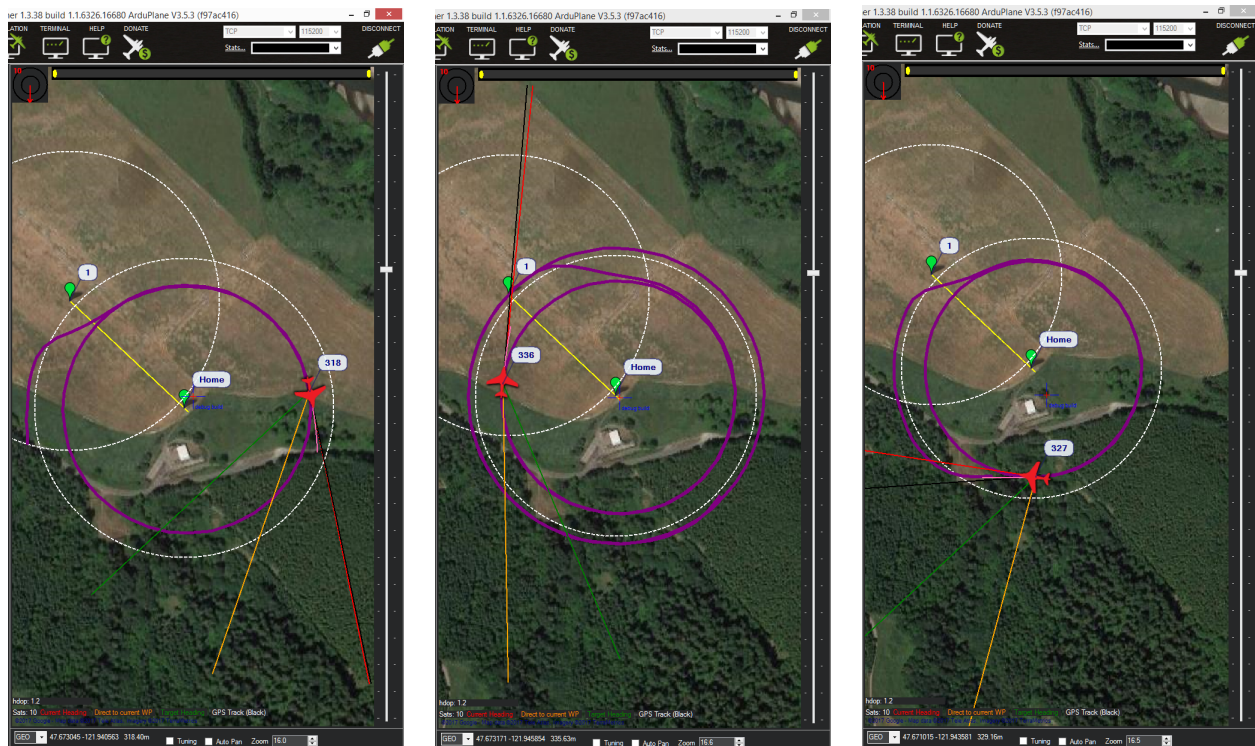 ner 1.3.38 build 1.1.6326.16680 ArduPlane V3.5.3 (f97ac416)
LATION TERMINAL HELP DONATE
TCP 115200 DISCONNECT
Stats...
10
1
318
Home
hdop: 1.2
Sats: 10 Current Heading Direct to current WP Target Heading GPS Track (Black)
GEO 47.673045 -121.940563 318.40m Tuning Auto Pan Zoom 16.0
er 1.3.38 build 1.1.6326.16680 ArduPlane V3.5.3 (f97ac416)
ATION TERMINAL HELP DONATE
TCP 115200 DISCONNECT
Stats...
10
1
336
Home
hdop: 1.2
Sats: 10 Current Heading Direct to current WP Target Heading GPS Track (Black)
GEO 47.673171 -121.945854 335.63m Tuning Auto Pan Zoom 16.6
er 1.3.38 build 1.1.6326.16680 ArduPlane V3.5.3 (f97ac416)
ATION TERMINAL HELP DONATE
TCP 115200 DISCONNECT
Stats...
10
1
Home
327
hdop: 1.2
Sats: 10 Current Heading Direct to current WP Target Heading GPS Track (Black)
GEO 47.671015 -121.943581 329.16m Tuning Auto Pan Zoom 16.5